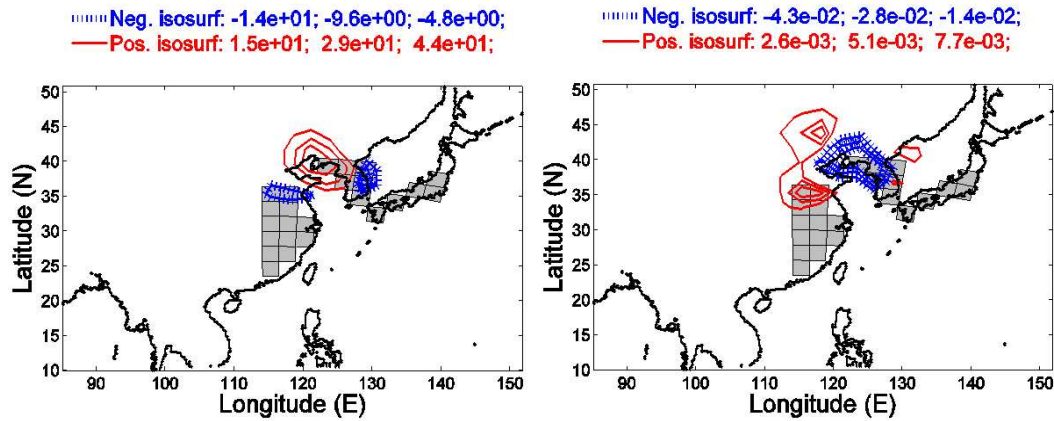 Neg. isosurf: -1.4e+01; -9.6e+00; -4.8e+00;
Pos. isosurf: 1.5e+01; 2.9e+01; 4.4e+01;
50
45
40
35
30
25
20
15
10
Latitude (N)
90 100 110 120 130 140 150
Longitude (E)
Neg. isosurf: -4.3e-02; -2.8e-02; -1.4e-02;
Pos. isosurf: 2.6e-03; 5.1e-03; 7.7e-03;
50
45
40
35
30
25
20
15
10
Latitude (N)
90 100 110 120 130 140 150
Longitude (E)